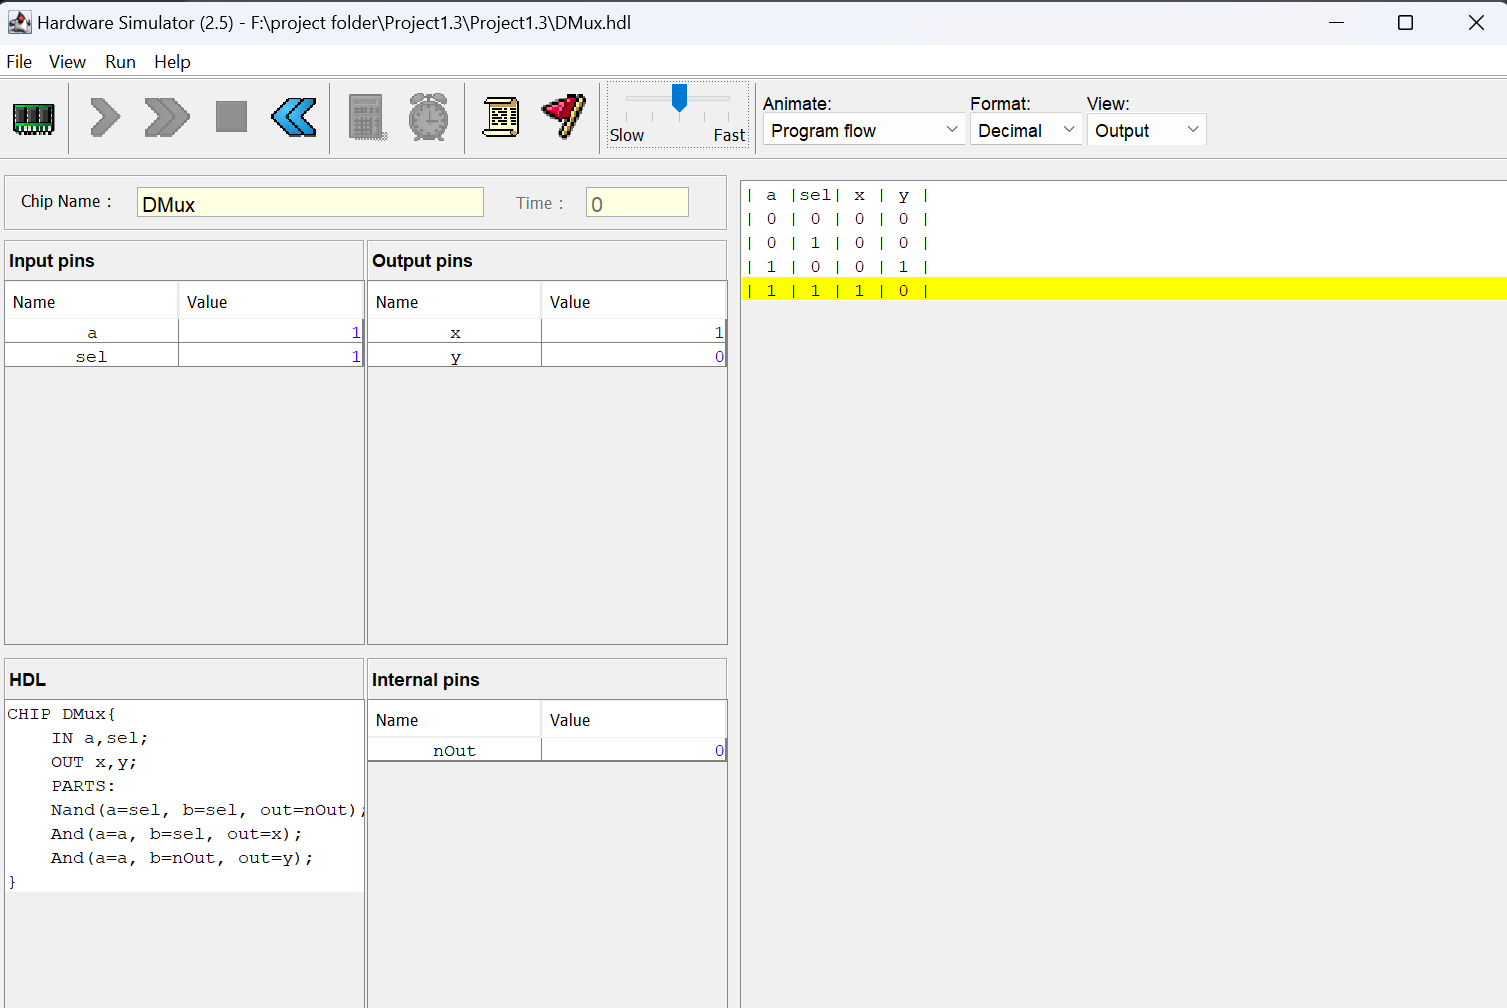 Hardware Simulator (2.5) - F:\project folder\Project1.3\Project1.3\DMux.hdl
File View Run Help
Slow Fast
Animate: Format: View:
Program flow Decimal Output
Chip Name : DMux Time : 0
Input pins
Name Value
a 1
sel 1
Output pins
Name Value
x 1
y 0
HDL
CHIP DMux{
IN a,sel;
OUT x,y;
PARTS:
Nand(a=sel, b=sel, out=nOut);
And(a=a, b=sel, out=x);
And(a=a, b=nOut, out=y);
}
Internal pins
Name Value
nOut 0
| a |sel| x | y |
| 0 | 0 | 0 | 0 |
| 0 | 1 | 0 | 0 |
| 1 | 0 | 0 | 1 |
| 1 | 1 | 1 | 0 |